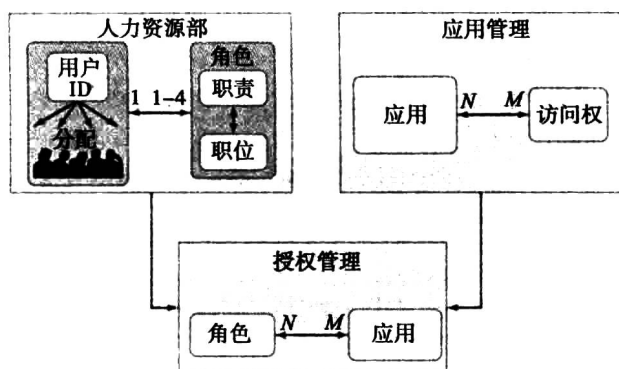 人力资源部
用户
ID
分配
1 1-4
角色
职责
职位
应用管理
应用
N M
访问权
授权管理
角色
N M
应用